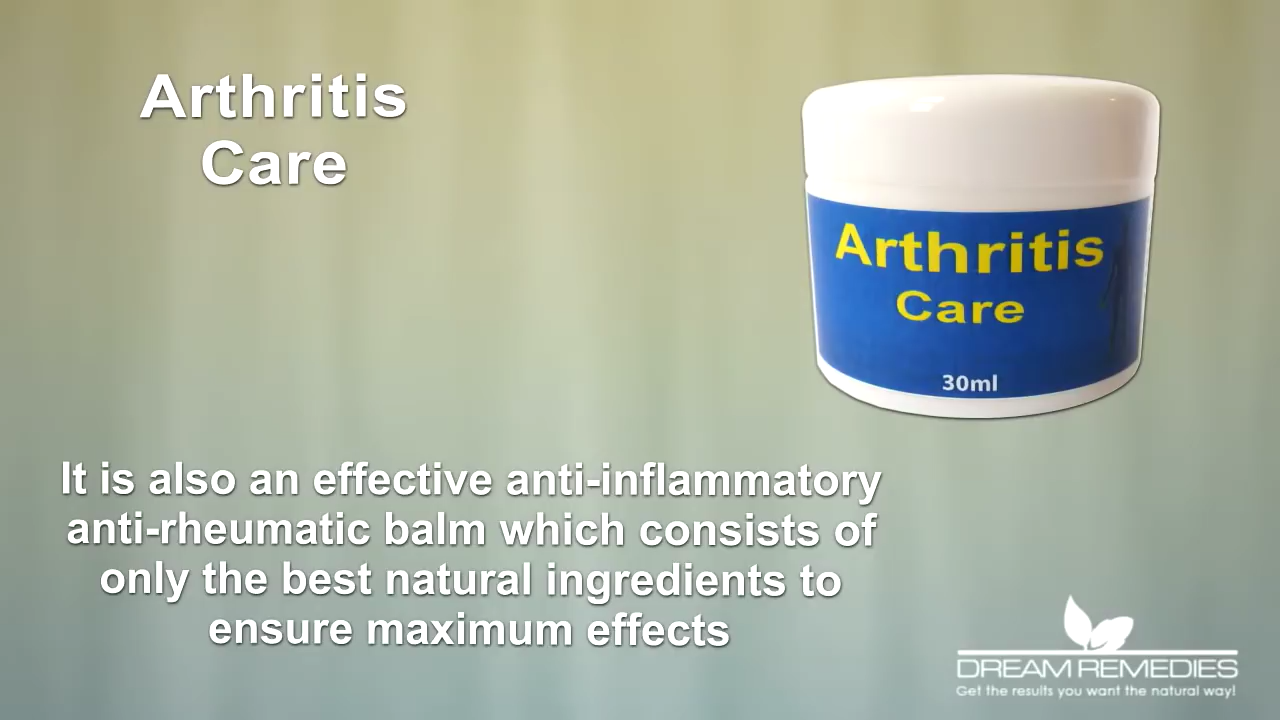 Arthritis
Care
Arthritis
Care
30ml
It is also an effective anti-inflammatory
anti-rheumatic balm which consists of
only the best natural ingredients to
ensure maximum effects
DREAM REMEDIES
Get the results you want the natural way!